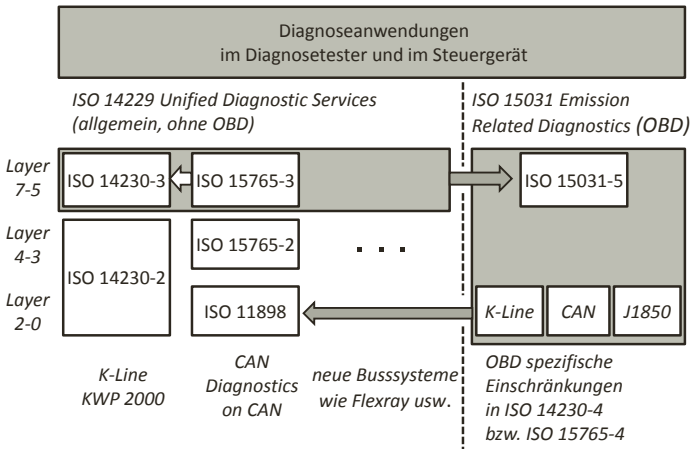 Diagnoseanwendungen
im Diagnosetester und im Steuergerät
ISO 14229 Unified Diagnostic Services
(allgemein, ohne OBD)
ISO 15031 Emission
Related Diagnostics (OBD)
Layer
7-5
ISO 14230-3
ISO 15765-3
ISO 15031-5
Layer
4-3
ISO 14230-2
ISO 15765-2
. . .
Layer
2-0
ISO 11898
K-Line
CAN
J1850
K-Line
KWP 2000
CAN
Diagnostics
on CAN
neue Busssysteme
wie Flexray usw.
OBD spezifische
Einschränkungen
in ISO 14230-4
bzw. ISO 15765-4